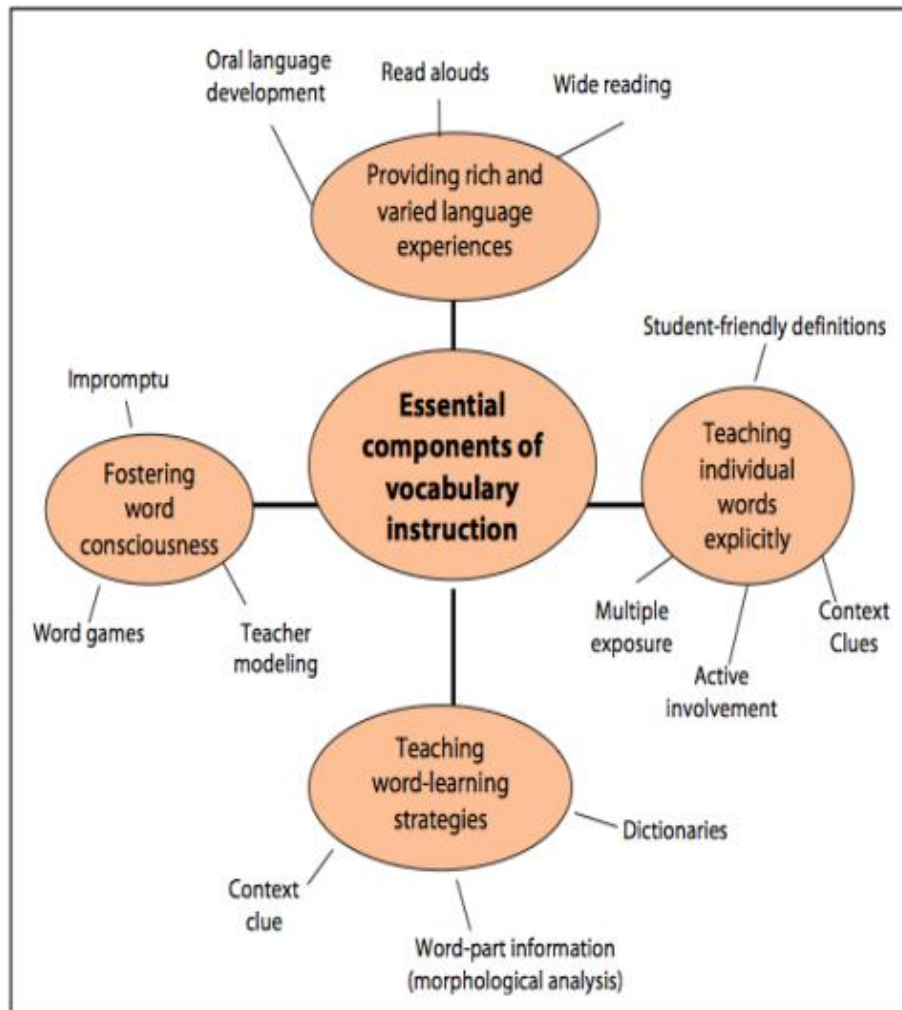 Oral language
development
Read alouds
Wide reading
Providing rich and
varied language
experiences
Student-friendly definitions
Impromptu
Essential
components of
vocabulary
instruction
Teaching
individual
words
explicitly
Fostering
word
consciousness
Word games
Teacher
modeling
Multiple
exposure
Context
Clues
Active
involvement
Teaching
word-learning
strategies
Dictionaries
Context
clue
Word-part information
(morphological analysis)